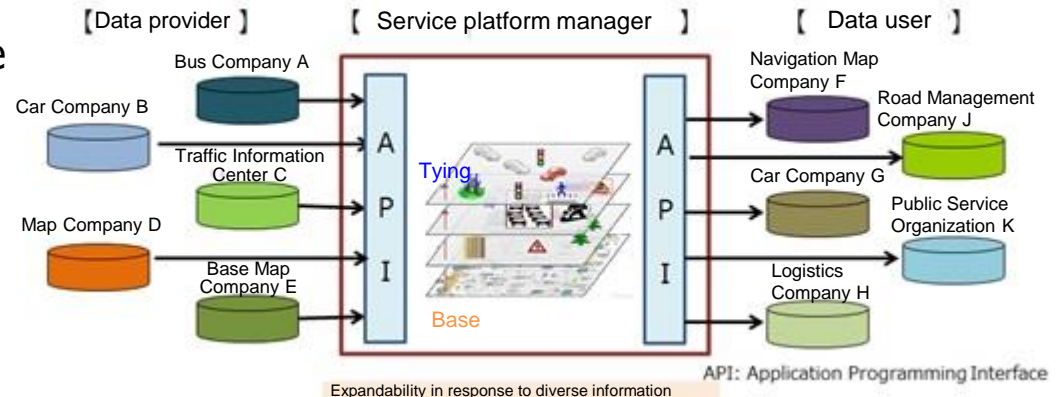 【Data provider】
【 Service platform manager 】
【 Data user 】
e
Bus Company A
Car Company B
Traffic Information
Center C
Map Company D
Base Map
Company E
A
P
I
Tying
Base
A
P
I
Navigation Map
Company F
Road Management
Company J
Car Company G
Public Service
Organization K
Logistics
Company H
API: Application Programming Interface
Expandability in response to diverse information